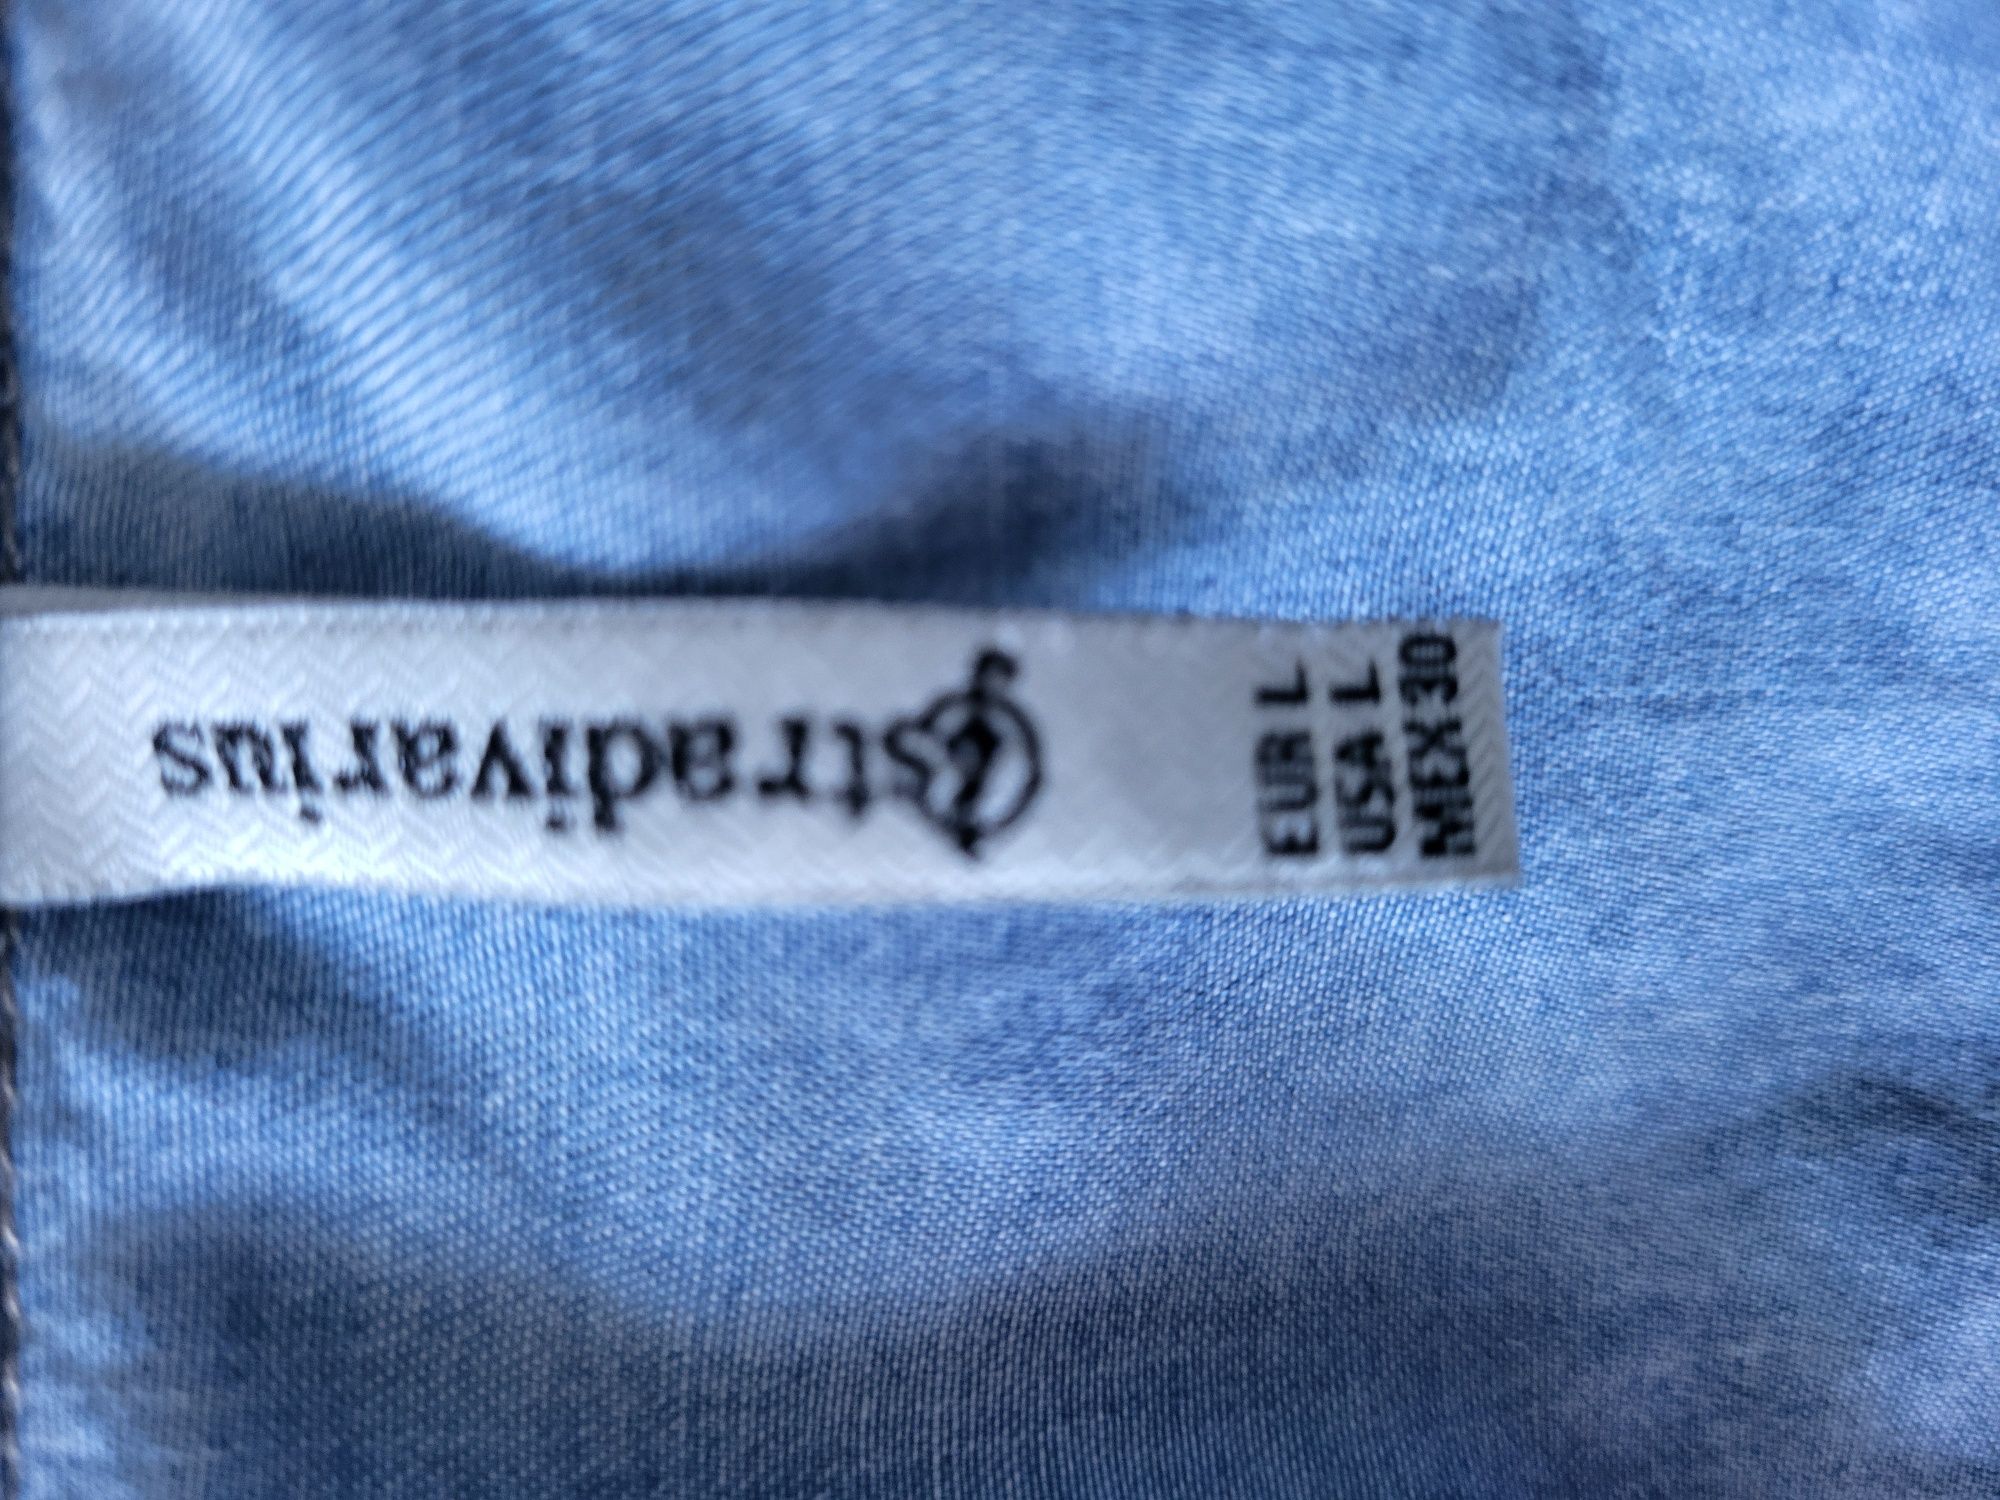 stradivarius
EUR L
USA L
MEX 30